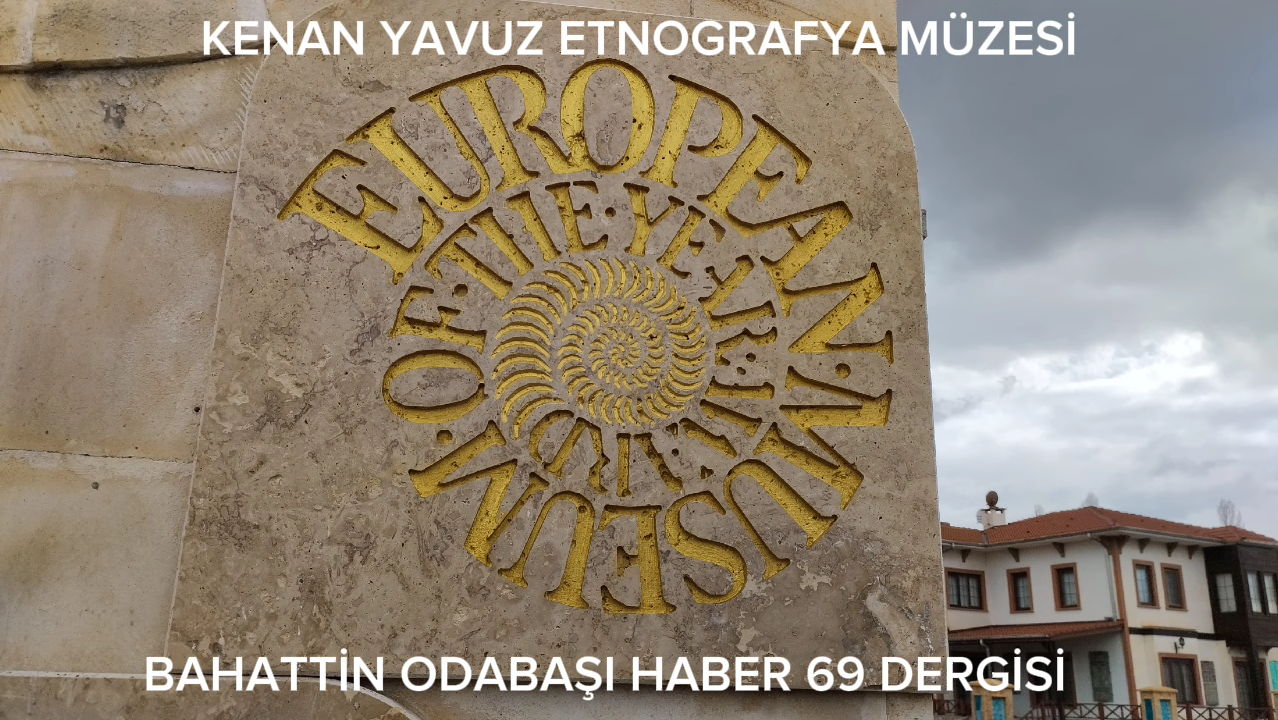 KENAN YAVUZ ETNOGRAFYA MÜZESİ
EUROPEAN·MUSEUM·OF·THE·YEAR·
BAHATTİN ODABAŞI HABER 69 DERGİSİ